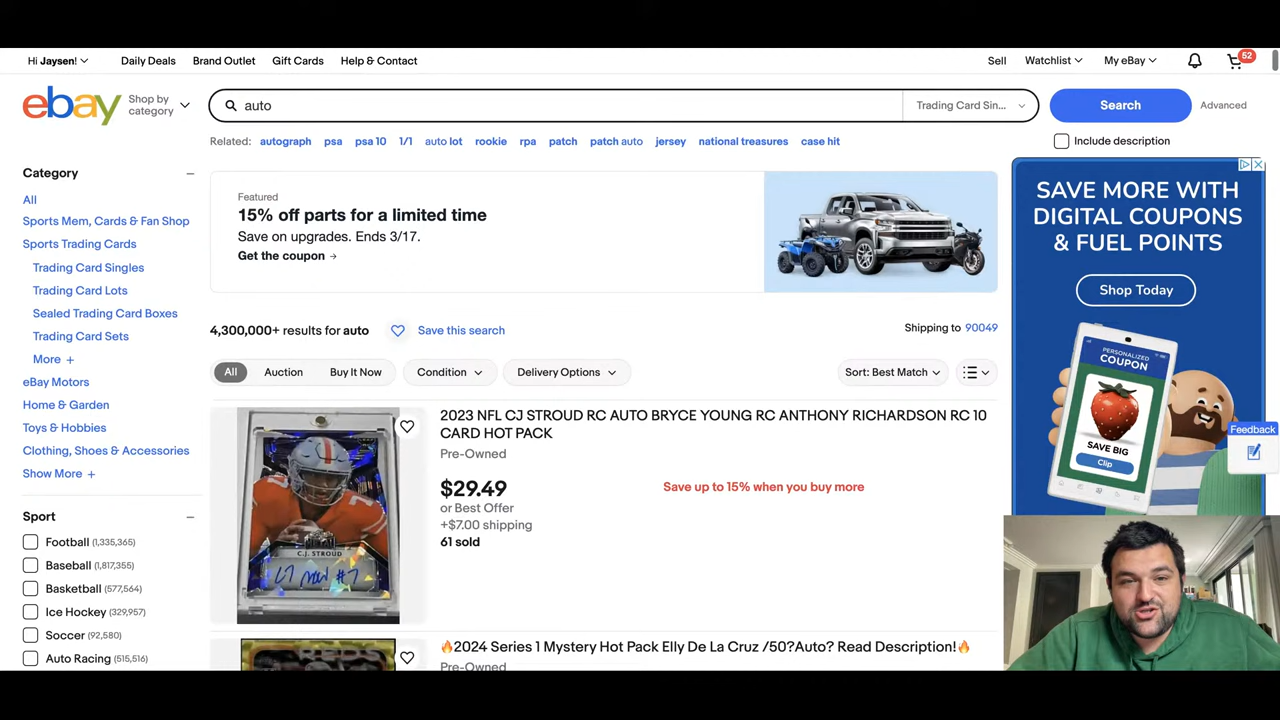 Hi Jaysen!
Daily Deals
Brand Outlet
Gift Cards
Help & Contact
Sell
Watchlist
My eBay
52
ebay
Shop by
category
auto
Trading Card Sin...
Search
Advanced
Related: autograph psa psa 10 1/1 auto lot rookie rpa patch patch auto jersey national treasures case hit
Include description
Category
All
Sports Mem, Cards & Fan Shop
Sports Trading Cards
Trading Card Singles
Trading Card Lots
Sealed Trading Card Boxes
Trading Card Sets
More +
eBay Motors
Home & Garden
Toys & Hobbies
Clothing, Shoes & Accessories
Show More +
Sport
Football (1,335,365)
Baseball (1,817,355)
Basketball (577,564)
Ice Hockey (329,957)
Soccer (92,580)
Auto Racing (515,516)
Featured
15% off parts for a limited time
Save on upgrades. Ends 3/17.
Get the coupon →
4,300,000+ results for auto
Save this search
Shipping to 90049
All
Auction
Buy It Now
Condition
Delivery Options
Sort: Best Match
2023 NFL CJ STROUD RC AUTO BRYCE YOUNG RC ANTHONY RICHARDSON RC 10
CARD HOT PACK
Pre-Owned
$29.49
or Best Offer
+$7.00 shipping
61 sold
Save up to 15% when you buy more
C.J. STROUD
🔥2024 Series 1 Mystery Hot Pack Elly De La Cruz /50?Auto? Read Description!🔥
Pre-Owned
SAVE MORE WITH
DIGITAL COUPONS
& FUEL POINTS
Shop Today
PERSONALIZED
COUPON
SAVE BIG
Clip
Feedback